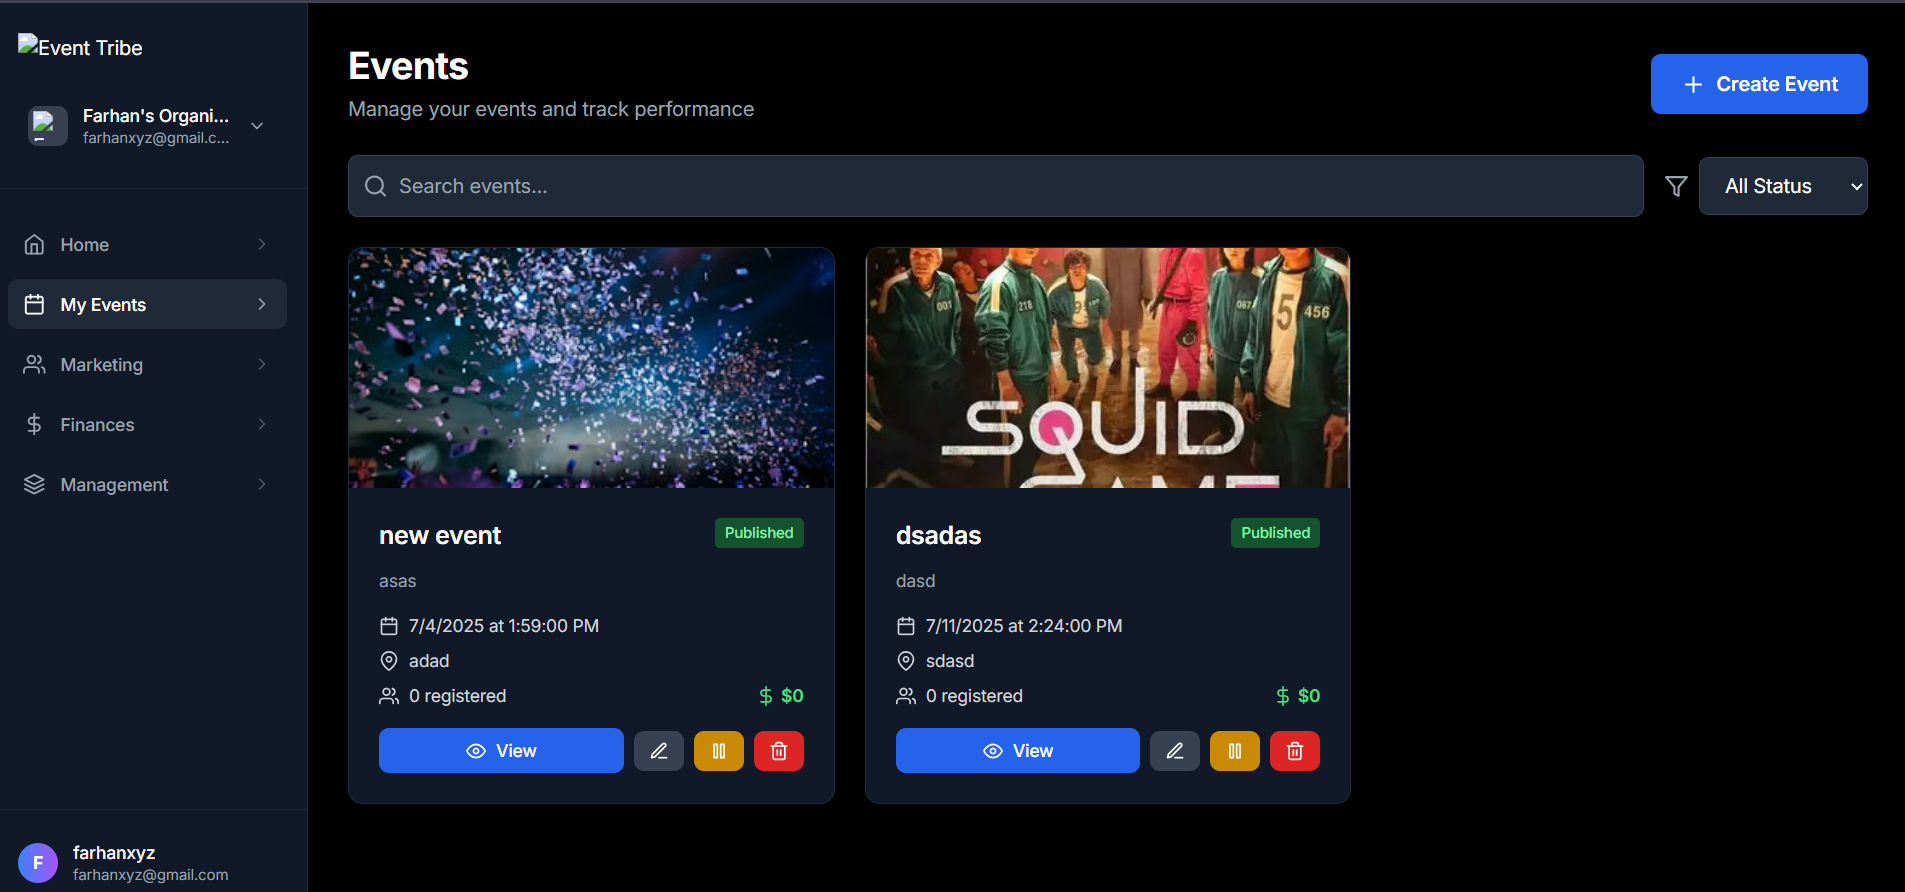 Event Tribe
Farhan's Organi...
farhanxyz@gmail.c...
Home
My Events
Marketing
Finances
Management
farhanxyz
F
farhanxyz@gmail.com
Events
Manage your events and track performance
Create Event
Search events...
All Status
new event
Published
asas
7/4/2025 at 1:59:00 PM
adad
0 registered
$0
View
001
218
067
456
5
SQUID
GAME
dsadas
Published
dasd
7/11/2025 at 2:24:00 PM
sdasd
0 registered
$0
View